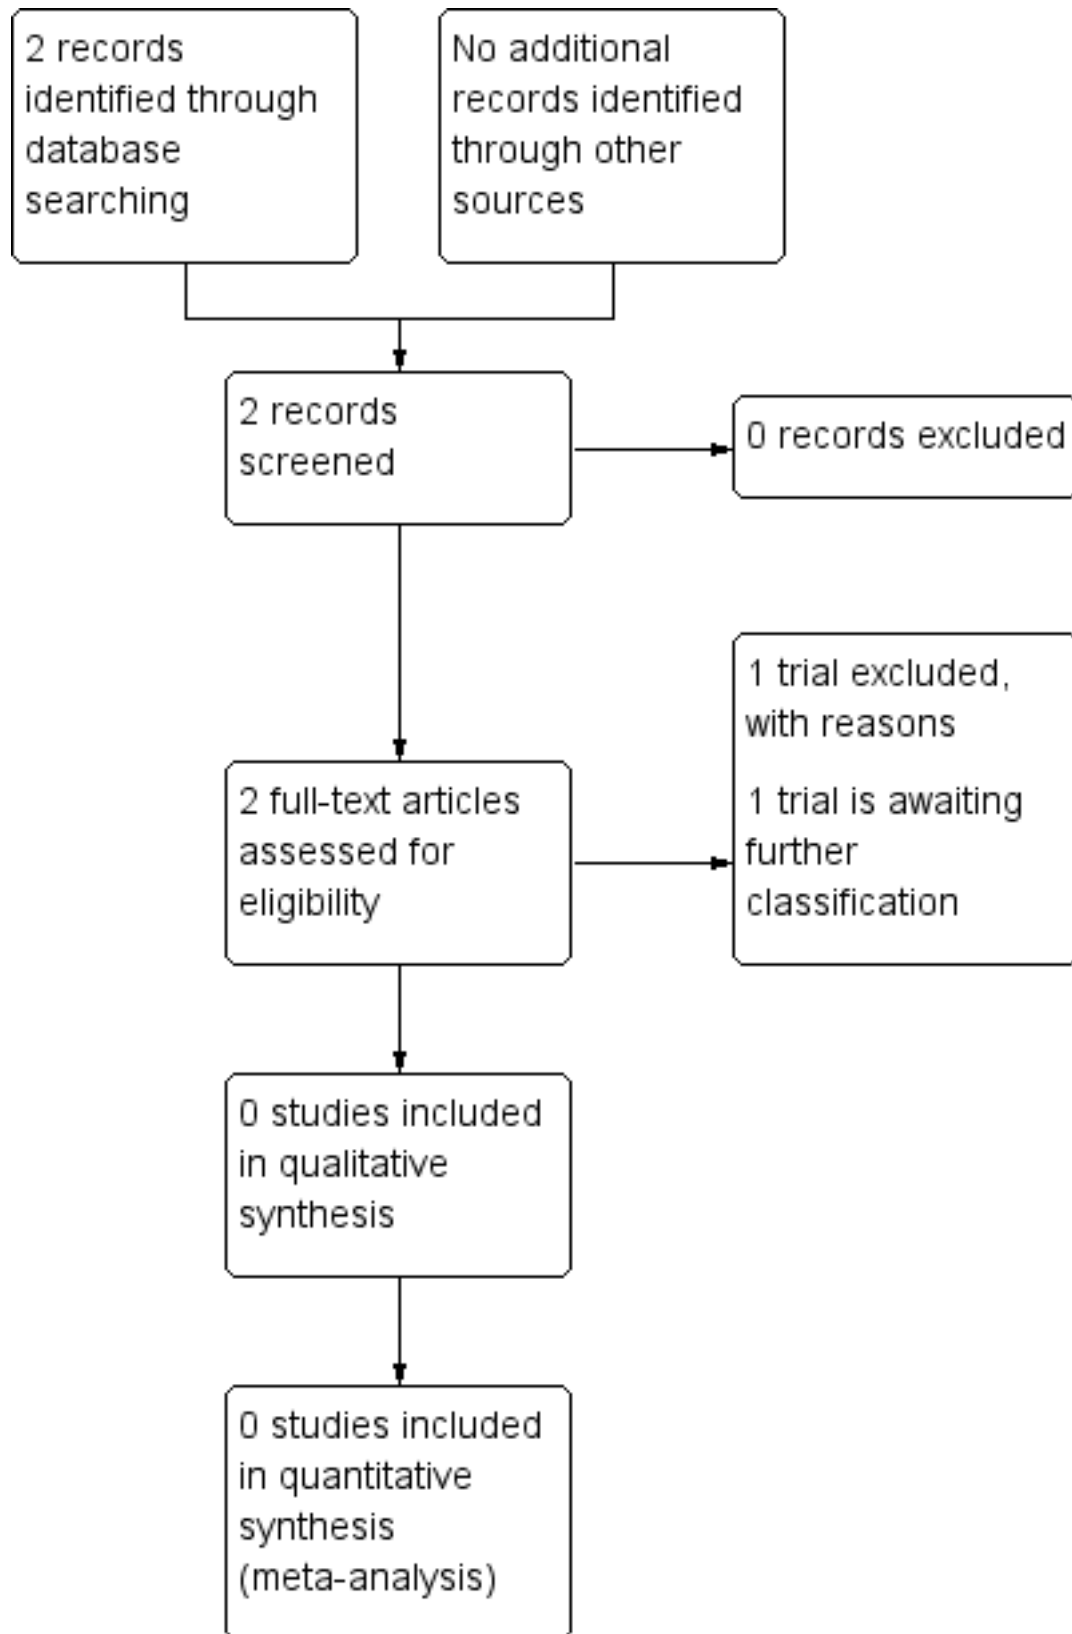 2 records
identified through
database
searching
No additional
records identified
through other
sources
2 records
screened
0 records excluded
1 trial excluded,
with reasons
1 trial is awaiting
further
classification
2 full-text articles
assessed for
eligibility
0 studies included
in qualitative
synthesis
0 studies included
in quantitative
synthesis
(meta-analysis)